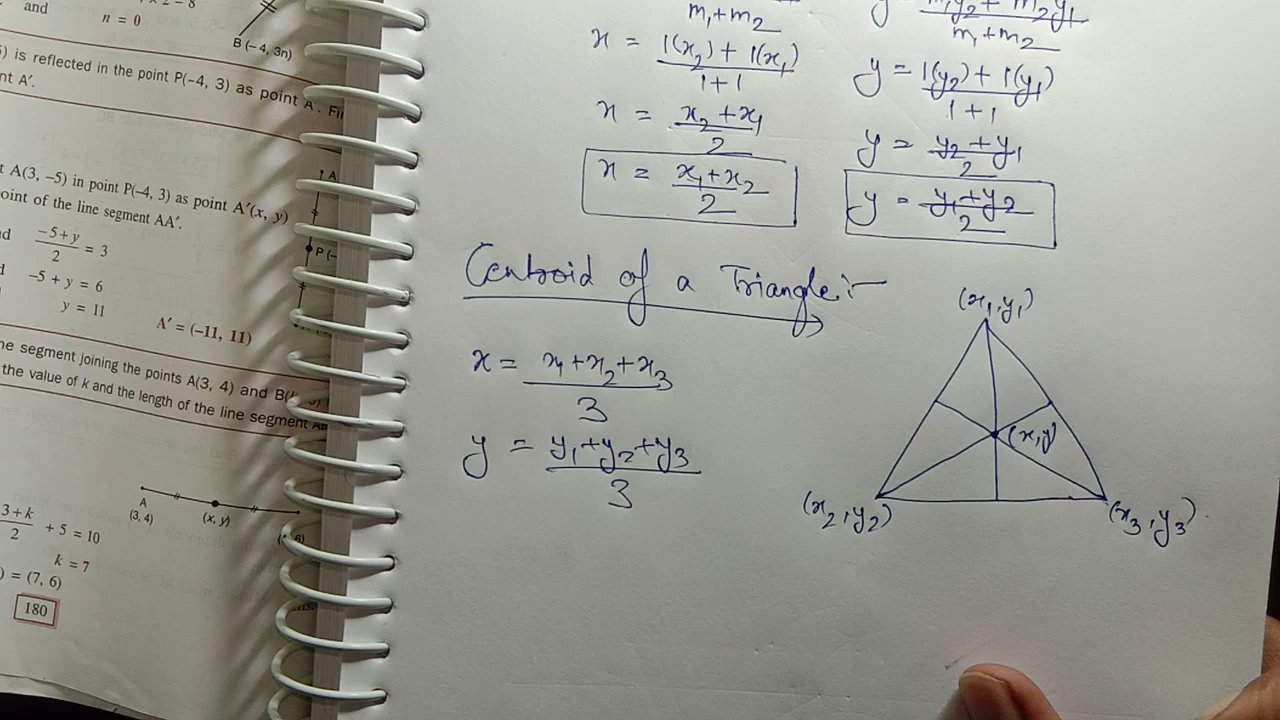 and
n = 0
B (-4, 3n)
) is reflected in the point P(-4, 3) as point A'.
nt A'.
A(3, -5) in point P(-4, 3) as point A'(x, y)
point of the line segment AA'.
-5+y/2 = 3
-5 + y = 6
y = 11
A' = (-11, 11)
A
P (-
segment joining the points A(3, 4) and B(
the value of k and the length of the line segment
A
(3, 4)
(x, y)
3+k/2 + 5 = 10
k = 7
) = (7, 6)
180
m₁+m₂
x = 1(x₂) + 1(x₁)/1+1
x = x₂ + x₁/2
x = x₁+x₂/2
y = m₁y₂ + m₂y₁/m₁+m₂
y = 1(y₂) + 1(y₁)/1+1
y = y₂ + y₁/2
y = y₁+y₂/2
Centroid of a Triangle :-
x = x₁+x₂+x₃/3
y = y₁+y₂+y₃/3
(x₁,y₁)
(x,y)
(x₂,y₂)
(x₃,y₃)